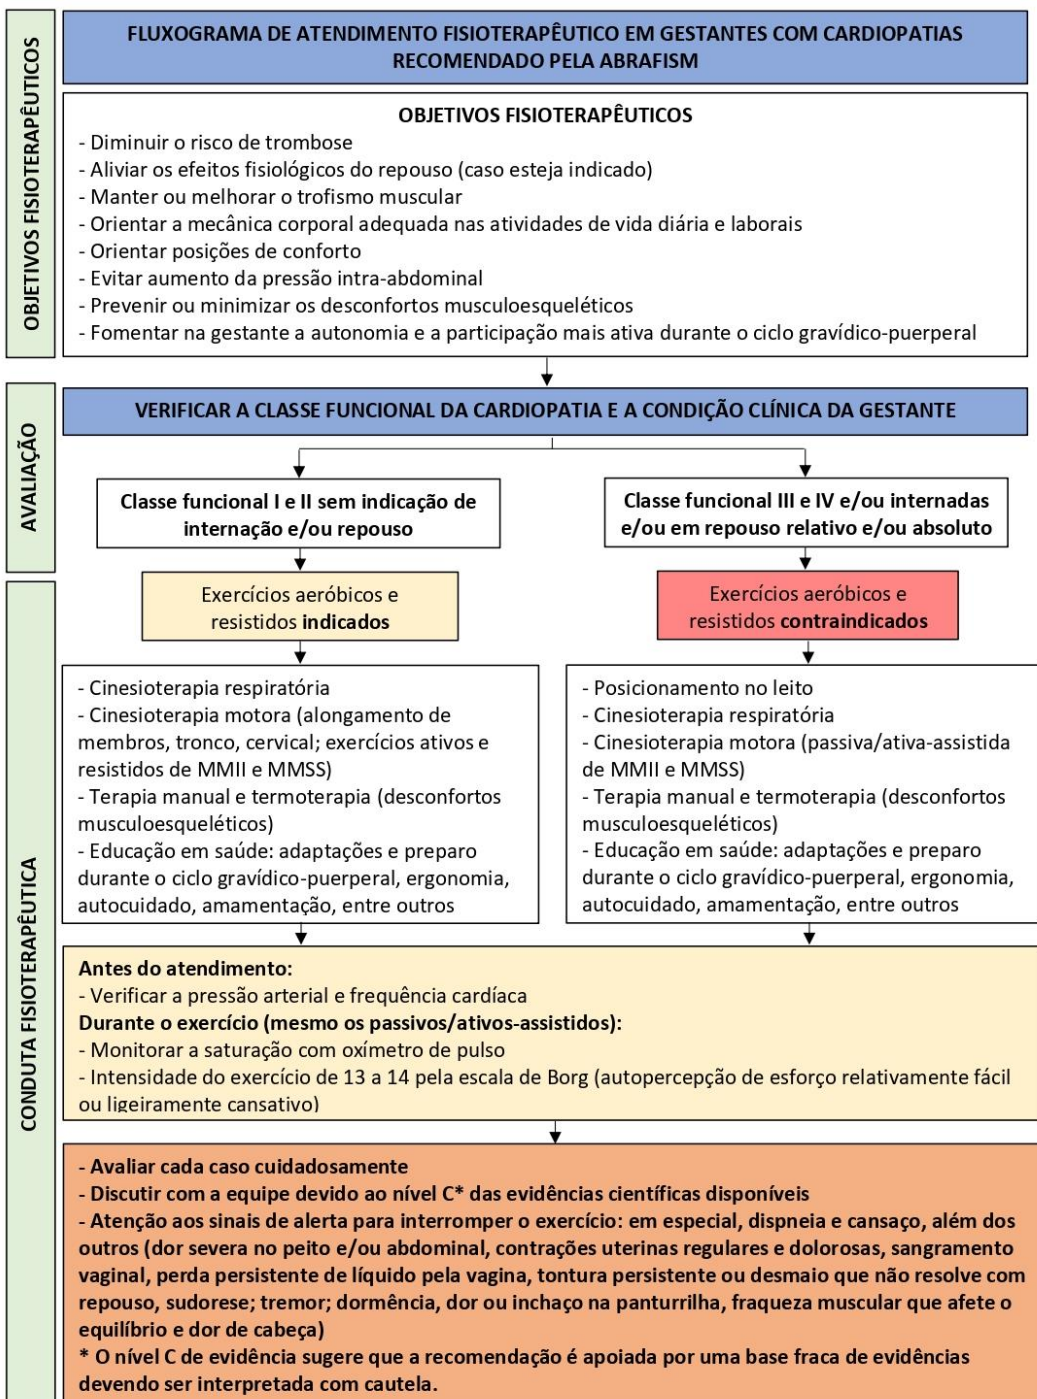 OBJETIVOS FISIOTERAPÊUTICOS
FLUXOGRAMA DE ATENDIMENTO FISIOTERAPÊUTICO EM GESTANTES COM CARDIOPATIAS
RECOMENDADO PELA ABRAFISM
OBJETIVOS FISIOTERAPÊUTICOS
- Diminuir o risco de trombose
- Aliviar os efeitos fisiológicos do repouso (caso esteja indicado)
- Manter ou melhorar o trofismo muscular
- Orientar a mecânica corporal adequada nas atividades de vida diária e laborais
- Orientar posições de conforto
- Evitar aumento da pressão intra-abdominal
- Prevenir ou minimizar os desconfortos musculoesqueléticos
- Fomentar na gestante a autonomia e a participação mais ativa durante o ciclo gravídico-puerperal
AVALIAÇÃO
VERIFICAR A CLASSE FUNCIONAL DA CARDIOPATIA E A CONDIÇÃO CLÍNICA DA GESTANTE
Classe funcional I e II sem indicação de
internação e/ou repouso
Classe funcional III e IV e/ou internadas
e/ou em repouso relativo e/ou absoluto
CONDUTA FISIOTERAPÊUTICA
Exercícios aeróbicos e
resistidos indicados
Exercícios aeróbicos e
resistidos contraindicados
- Cinesioterapia respiratória
- Cinesioterapia motora (alongamento de
membros, tronco, cervical; exercícios ativos e
resistidos de MMII e MMSS)
- Terapia manual e termoterapia (desconfortos
musculoesqueléticos)
- Educação em saúde: adaptações e preparo
durante o ciclo gravídico-puerperal, ergonomia,
autocuidado, amamentação, entre outros
- Posicionamento no leito
- Cinesioterapia respiratória
- Cinesioterapia motora (passiva/ativa-assistida
de MMII e MMSS)
- Terapia manual e termoterapia (desconfortos
musculoesqueléticos)
- Educação em saúde: adaptações e preparo
durante o ciclo gravídico-puerperal, ergonomia,
autocuidado, amamentação, entre outros
Antes do atendimento:
- Verificar a pressão arterial e frequência cardíaca
Durante o exercício (mesmo os passivos/ativos-assistidos):
- Monitorar a saturação com oxímetro de pulso
- Intensidade do exercício de 13 a 14 pela escala de Borg (autopercepção de esforço relativamente fácil
ou ligeiramente cansativo)
- Avaliar cada caso cuidadosamente
- Discutir com a equipe devido ao nível C* das evidências científicas disponíveis
- Atenção aos sinais de alerta para interromper o exercício: em especial, dispneia e cansaço, além dos
outros (dor severa no peito e/ou abdominal, contrações uterinas regulares e dolorosas, sangramento
vaginal, perda persistente de líquido pela vagina, tontura persistente ou desmaio que não resolve com
repouso, sudorese; tremor; dormência, dor ou inchaço na panturrilha, fraqueza muscular que afete o
equilíbrio e dor de cabeça)
* O nível C de evidência sugere que a recomendação é apoiada por uma base fraca de evidências
devendo ser interpretada com cautela.